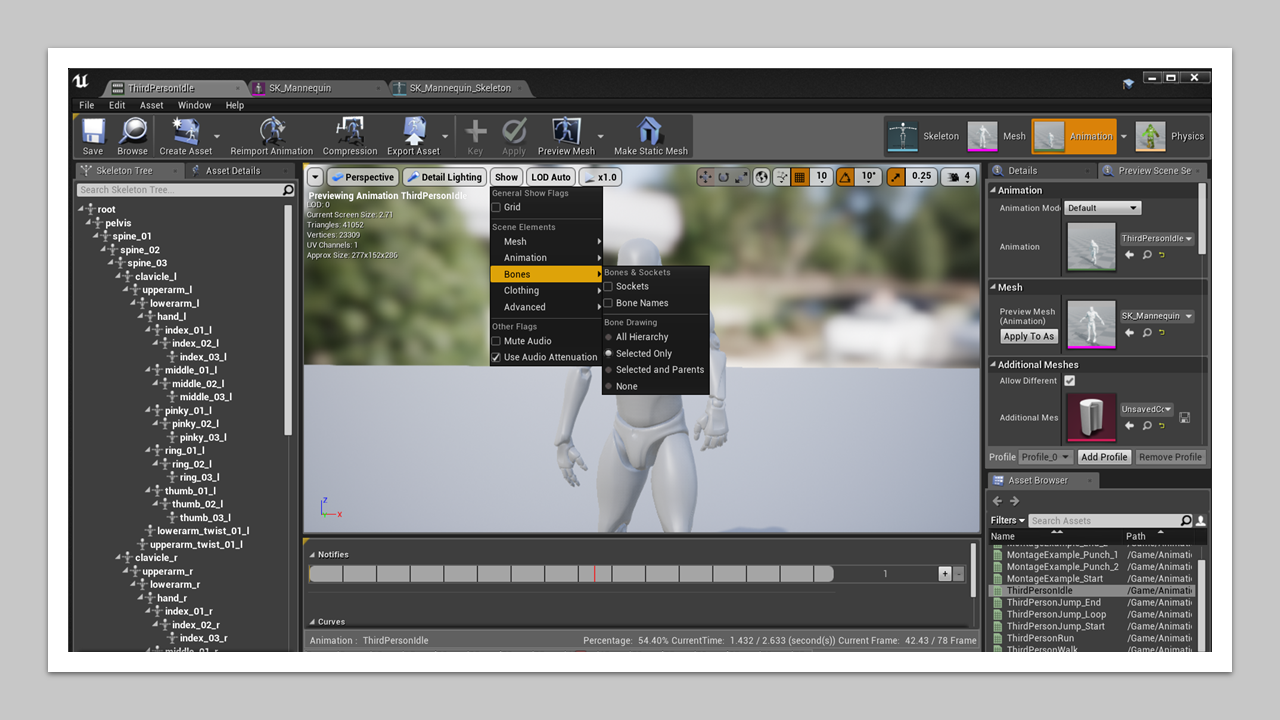 ThirdPersonIdle
SK_Mannequin
SK_Mannequin_Skeleton
File Edit Asset Window Help
Save Browse Create Asset Reimport Animation Compression Export Asset Key Apply Preview Mesh Make Static Mesh
Skeleton Mesh Animation Physics
Skeleton Tree
Asset Details
Search Skeleton Tree...
root
pelvis
spine_01
spine_02
spine_03
clavicle_l
upperarm_l
lowerarm_l
hand_l
index_01_l
index_02_l
index_03_l
middle_01_l
middle_02_l
middle_03_l
pinky_01_l
pinky_02_l
pinky_03_l
ring_01_l
ring_02_l
ring_03_l
thumb_01_l
thumb_02_l
thumb_03_l
lowerarm_twist_01_l
upperarm_twist_01_l
clavicle_r
upperarm_r
lowerarm_r
hand_r
index_01_r
index_02_r
index_03_r
middle_01_r
Perspective Detail Lighting Show LOD Auto x1.0
10 10° 0.25 4
Previewing Animation ThirdPersonIdle
LOD: 0
Current Screen Size: 2.71
Triangles: 41052
Vertices: 23309
UV Channels: 1
Approx Size: 277x152x286
General Show Flags
Grid
Scene Elements
Mesh
Animation
Bones
Clothing
Advanced
Other Flags
Mute Audio
Use Audio Attenuation
Bones & Sockets
Sockets
Bone Names
Bone Drawing
All Hierarchy
Selected Only
Selected and Parents
None
Z
X
Notifies
1
+ -
Curves
Animation : ThirdPersonIdle
Percentage: 54.40% CurrentTime: 1.432 / 2.633 (second(s)) Current Frame: 42.43 / 78 Frame
Details
Preview Scene Se
Animation
Animation Mode Default
Animation
ThirdPersonIdle
Mesh
Preview Mesh
(Animation)
Apply To As
SK_Mannequin
Additional Meshes
Allow Different
Additional Mes
UnsavedCo
Profile Profile_0 Add Profile Remove Profile
Asset Browser
Filters Search Assets
Name Path
MontageExample_End_2 /Game/Animati
MontageExample_Punch_1 /Game/Animati
MontageExample_Punch_2 /Game/Animati
MontageExample_Start /Game/Animati
ThirdPersonIdle /Game/Animati
ThirdPersonJump_End /Game/Animati
ThirdPersonJump_Loop /Game/Animati
ThirdPersonJump_Start /Game/Animati
ThirdPersonRun /Game/Animati
ThirdPersonWalk /Game/Animati